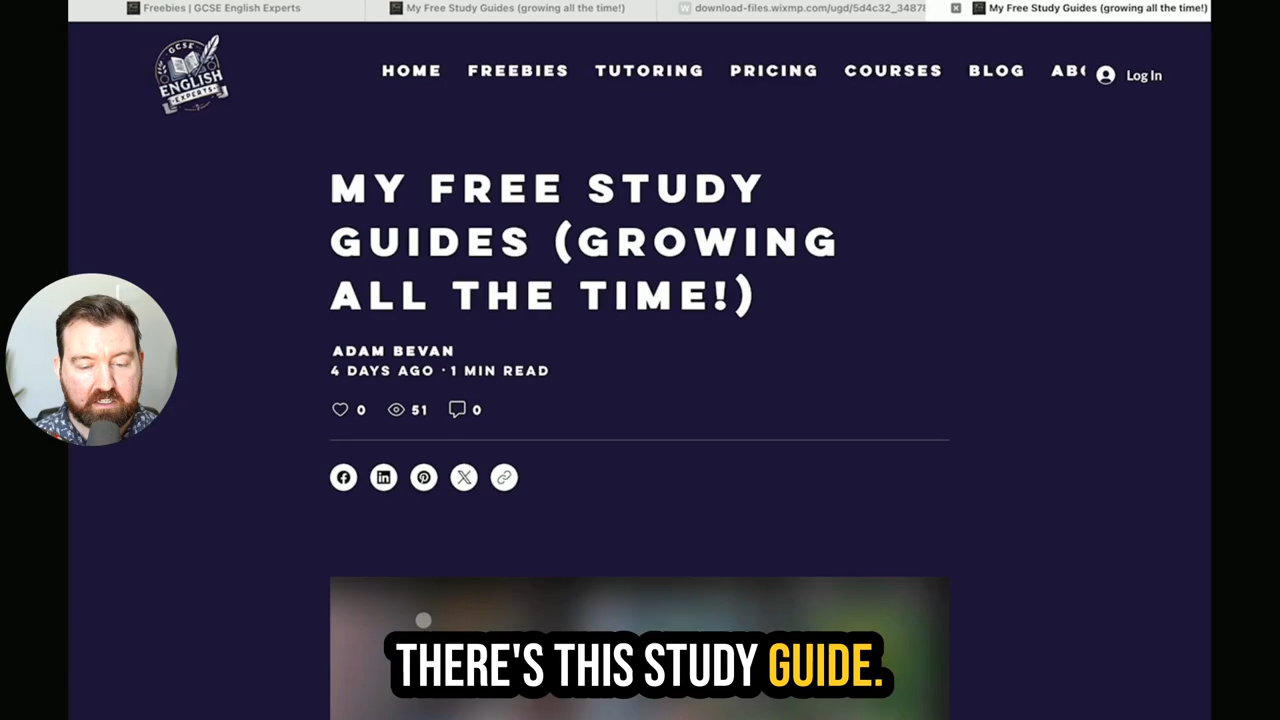 Freebies | GCSE English Experts
My Free Study Guides (growing all the time!)
W download-files.wixmp.com/ugd/5d4c32_34878
My Free Study Guides (growing all the time!)
GCSE
ENGLISH
EXPERTS
HOME FREEBIES TUTORING PRICING COURSES BLOG ABO Log In
MY FREE STUDY
GUIDES (GROWING
ALL THE TIME!)
ADAM BEVAN
4 DAYS AGO · 1 MIN READ
0 51 0
THERE'S THIS STUDY GUIDE.